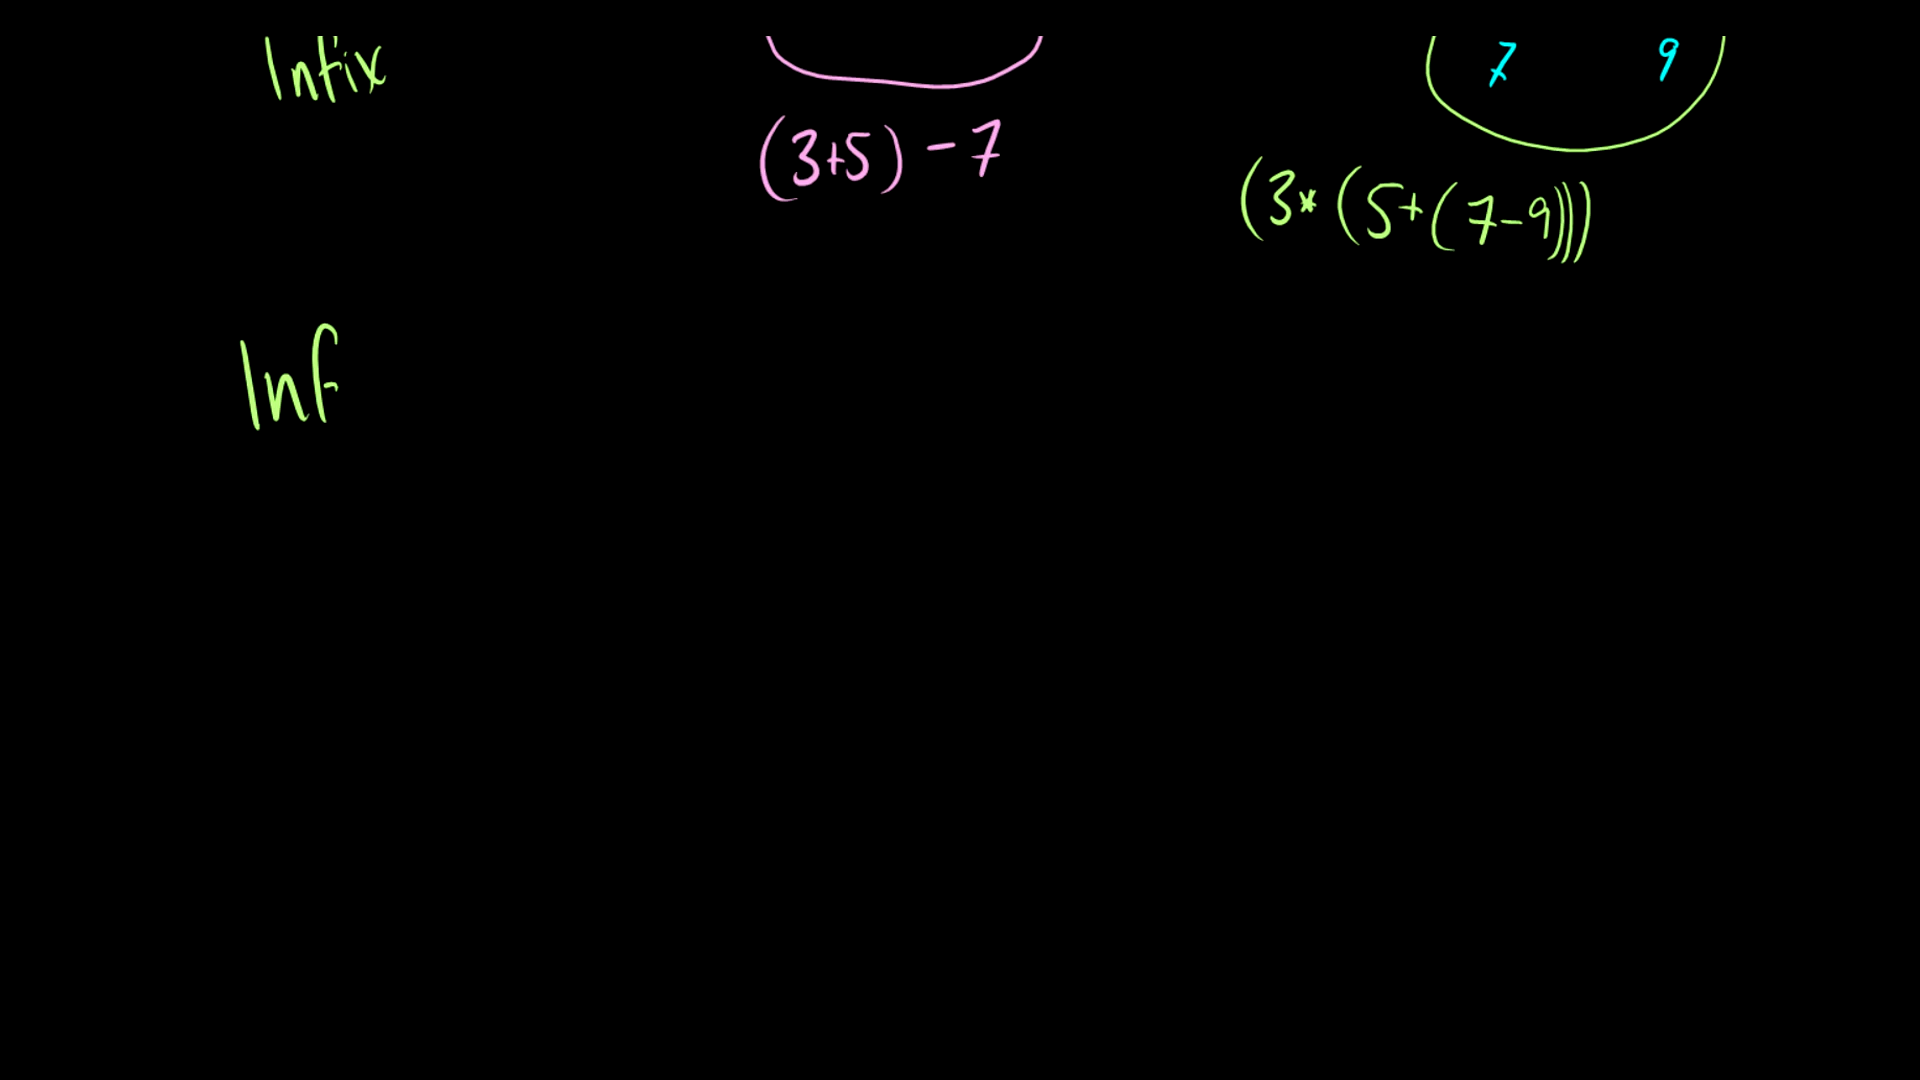 Infix
7 9
(3+5) - 7
(3*(5+(7-9)))
Inf